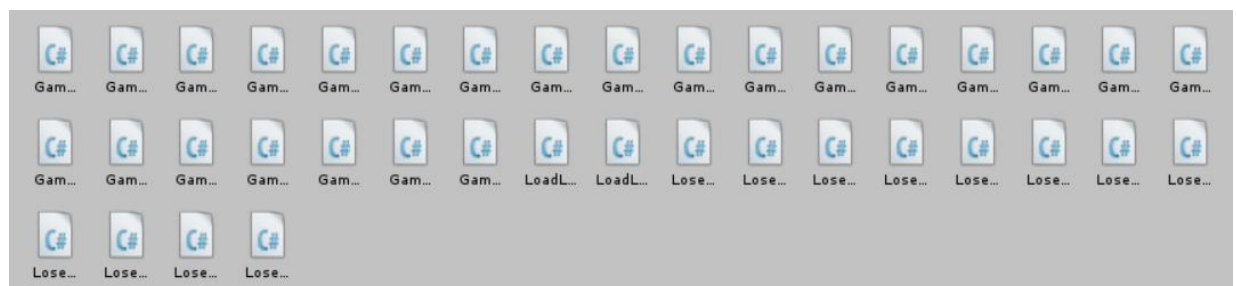 C# C# C# C# C# C# C# C# C# C# C# C# C# C# C# C# C#
Gam... Gam... Gam... Gam... Gam... Gam... Gam... Gam... Gam... Gam... Gam... Gam... Gam... Gam... Gam... Gam... Gam...
C# C# C# C# C# C# C# C# C# C# C# C# C# C# C# C# C#
Gam... Gam... Gam... Gam... Gam... Gam... Gam... LoadL... LoadL... Lose... Lose... Lose... Lose... Lose... Lose... Lose... Lose...
C# C# C# C#
Lose... Lose... Lose... Lose...